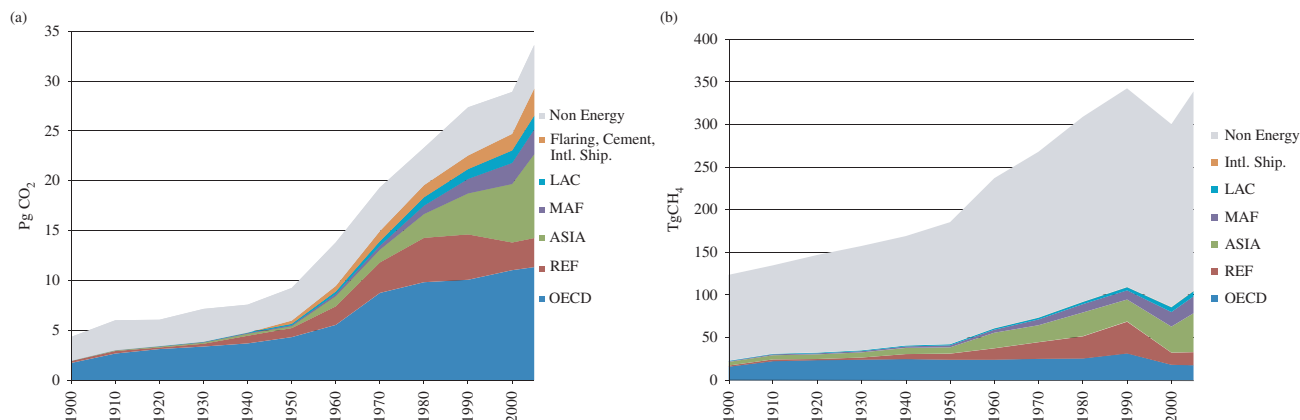 (a)
Pg CO2
35
30
25
20
15
10
5
0
1900
1910
1920
1930
1940
1950
1960
1970
1980
1990
2000
Non Energy
Flaring, Cement,
Intl. Ship.
LAC
MAF
ASIA
REF
OECD
(b)
TgCH4
400
350
300
250
200
150
100
50
0
1900
1910
1920
1930
1940
1950
1960
1970
1980
1990
2000
Non Energy
Intl. Ship.
LAC
MAF
ASIA
REF
OECD